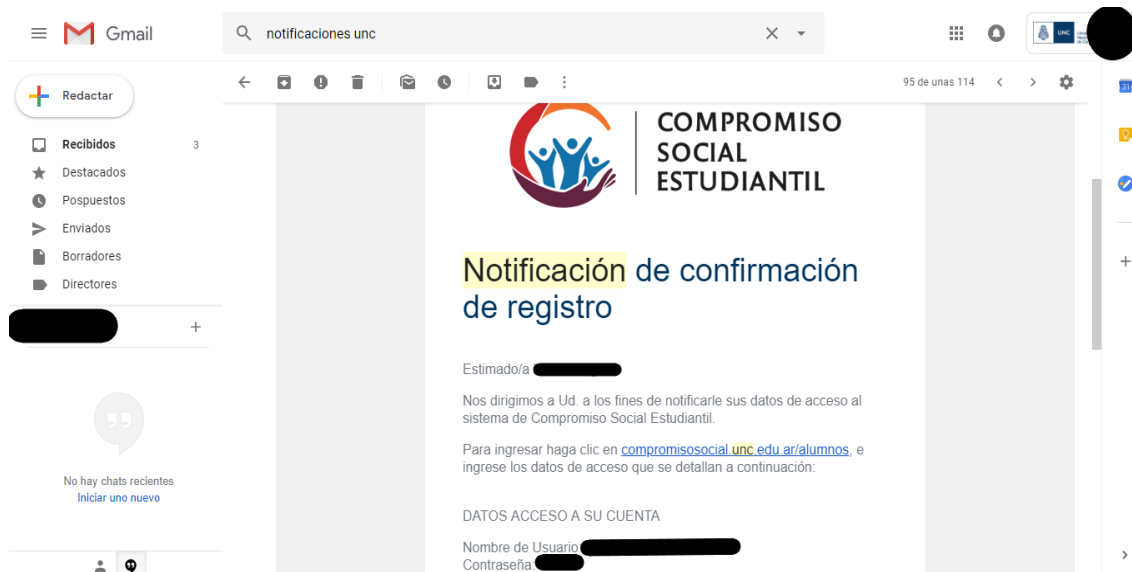 Gmail
notificaciones unc
UNC
Redactar
95 de unas 114
31
Recibidos 3
Destacados
Pospuestos
Enviados
Borradores
Directores
COMPROMISO
SOCIAL
ESTUDIANTIL
Notificación de confirmación
de registro
Estimado/a
Nos dirigimos a Ud. a los fines de notificarle sus datos de acceso al
sistema de Compromiso Social Estudiantil.
Para ingresar haga clic en compromisosocial.unc.edu.ar/alumnos, e
ingrese los datos de acceso que se detallan a continuación:
DATOS ACCESO A SU CUENTA
Nombre de Usuario
Contraseña:
No hay chats recientes
Iniciar uno nuevo